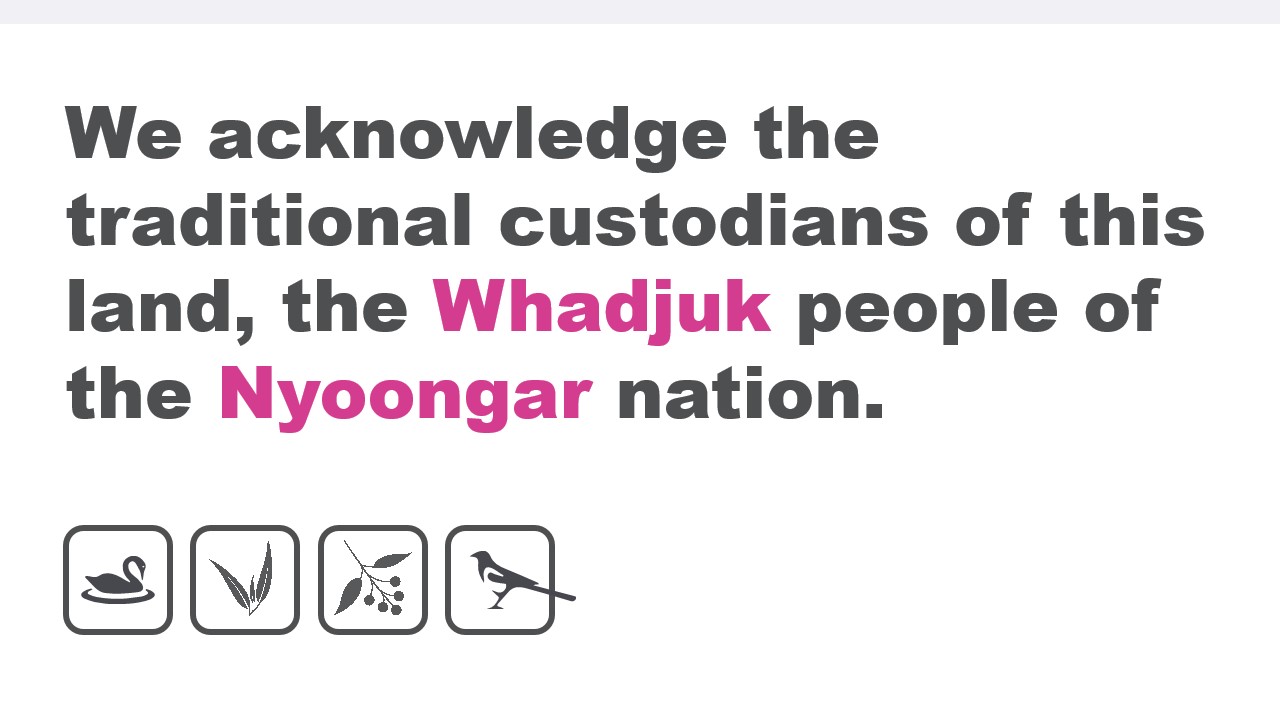 We acknowledge the
traditional custodians of this
land, the Whadjuk people of
the Nyoongar nation.